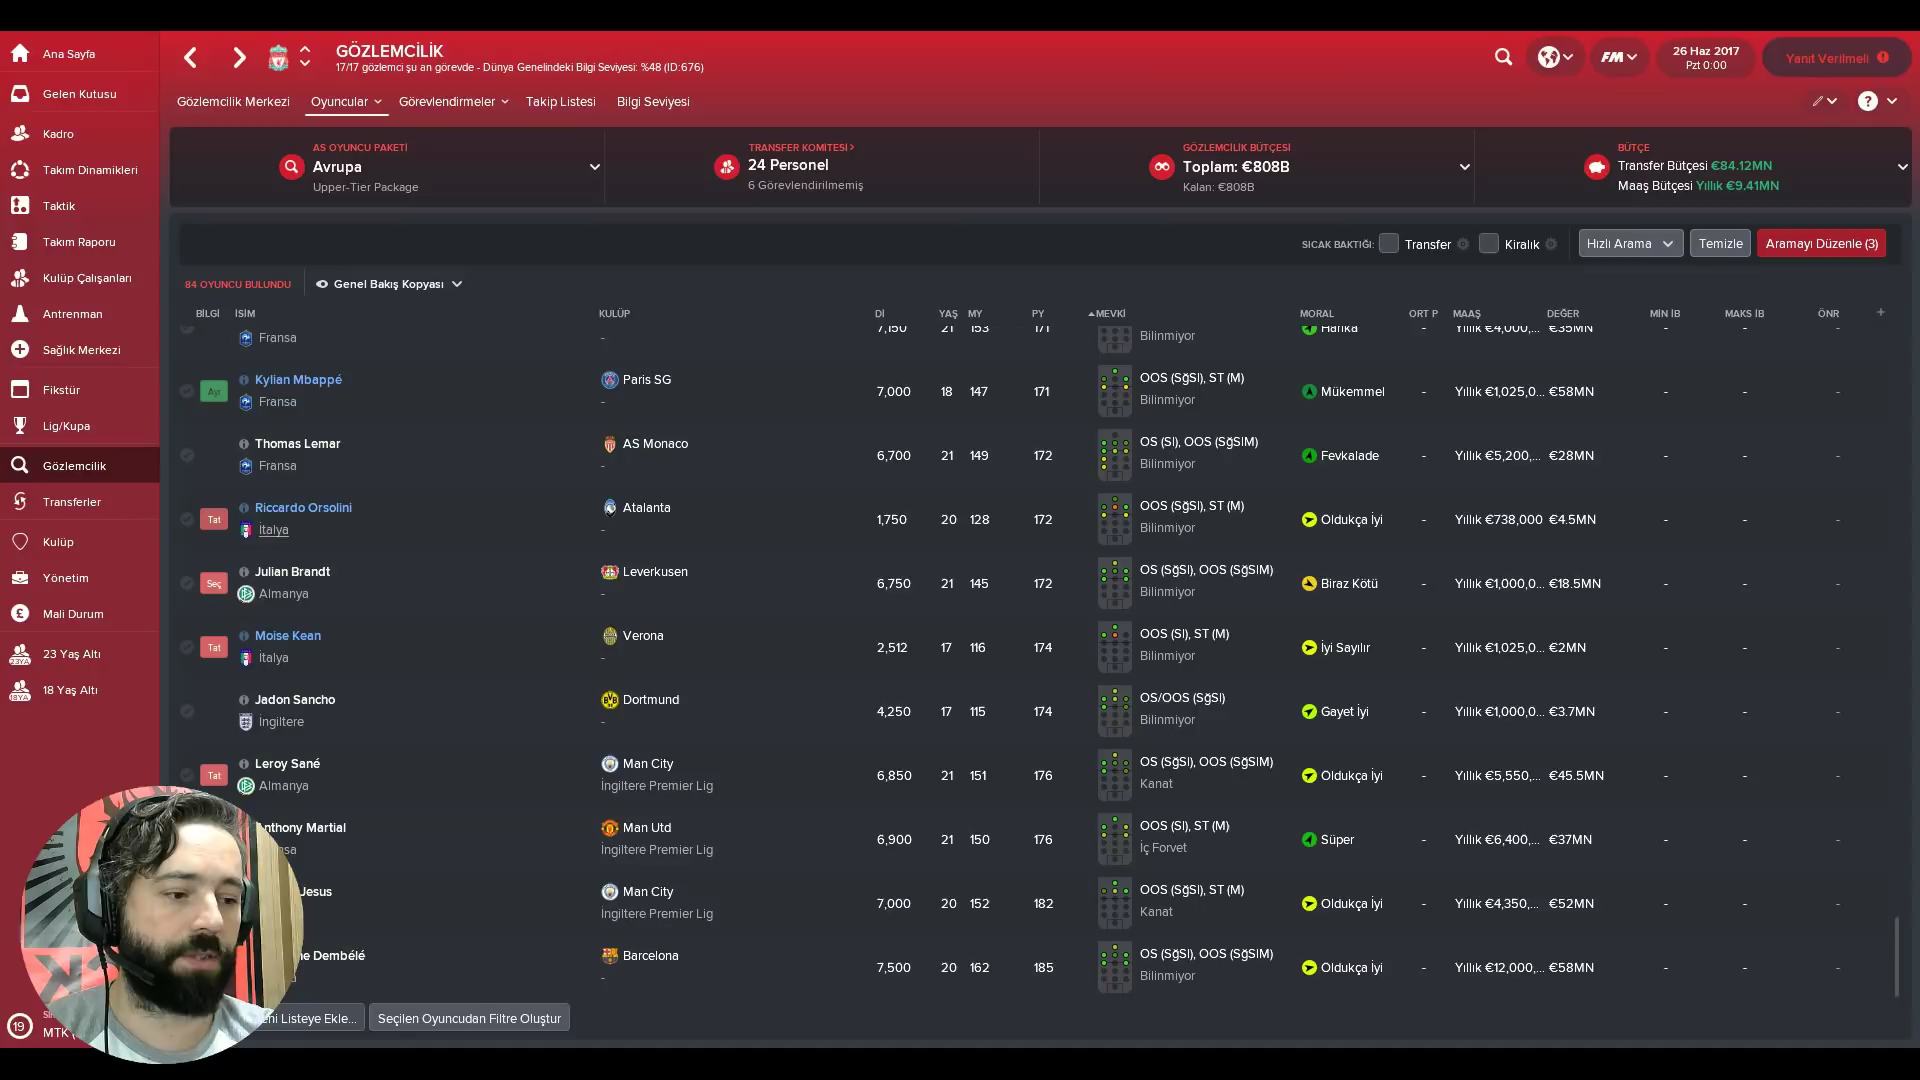 Ana Sayfa
Gelen Kutusu
Kadro
Takım Dinamikleri
Taktik
Takım Raporu
Kulüp Çalışanları
Antrenman
Sağlık Merkezi
Fikstür
Lig/Kupa
Gözlemcilik
Transferler
Kulüp
Yönetim
Mali Durum
23 Yaş Altı
18 Yaş Altı
19
MTK
GÖZLEMCİLİK
17/17 gözlemci şu an görevde - Dünya Genelindeki Bilgi Seviyesi: %48 (ID:676)
FM
26 Haz 2017
Pzt 0:00
Yanıt Verilmeli
Gözlemcilik Merkezi Oyuncular Görevlendirmeler Takip Listesi Bilgi Seviyesi
AS OYUNCU PAKETİ
Avrupa
Upper-Tier Package
TRANSFER KOMİTESİ >
24 Personel
6 Görevlendirilmemiş
GÖZLEMCİLİK BÜTÇESİ
Toplam: €808B
Kalan: €808B
BÜTÇE
Transfer Bütçesi €84.12MN
Maaş Bütçesi Yıllık €9.41MN
SICAK BAKTIĞI: Transfer Kiralık Hızlı Arama Temizle Aramayı Düzenle (3)
84 OYUNCU BULUNDU Genel Bakış Kopyası
BİLGİ İSİM KULÜP Dİ YAŞ MY PY MEVKİ MORAL ORT P MAAŞ DEĞER MİN İB MAKS İB ÖNR +
7,150 21 153 171 Harika Yıllık €4,000,... €35MN - - -
Fransa - Bilinmiyor
Kylian Mbappé Paris SG OOS (SğSl), ST (M)
Ayr 7,000 18 147 171 Mükemmel - Yıllık €1,025,0... €58MN - - -
Fransa - Bilinmiyor
Thomas Lemar AS Monaco OS (Sl), OOS (SğSlM)
6,700 21 149 172 Fevkalade - Yıllık €5,200,... €28MN - - -
Fransa - Bilinmiyor
Riccardo Orsolini Atalanta OOS (SğSl), ST (M)
Tat 1,750 20 128 172 Oldukça İyi - Yıllık €738,000 €4.5MN - - -
İtalya - Bilinmiyor
Julian Brandt Leverkusen OS (SğSl), OOS (SğSlM)
Seç 6,750 21 145 172 Biraz Kötü - Yıllık €1,000,0... €18.5MN - - -
Almanya - Bilinmiyor
Moise Kean Verona OOS (Sl), ST (M)
Tat 2,512 17 116 174 İyi Sayılır - Yıllık €1,025,0... €2MN - - -
İtalya - Bilinmiyor
Jadon Sancho Dortmund OS/OOS (SğSl)
4,250 17 115 174 Gayet İyi - Yıllık €1,000,0... €3.7MN - - -
İngiltere - Bilinmiyor
Leroy Sané Man City OS (SğSl), OOS (SğSlM)
Tat 6,850 21 151 176 Oldukça İyi - Yıllık €5,550,... €45.5MN - - -
Almanya İngiltere Premier Lig Kanat
Anthony Martial Man Utd OOS (Sl), ST (M)
6,900 21 150 176 Süper - Yıllık €6,400,... €37MN - - -
İngiltere Premier Lig İç Forvet
Jesus Man City OOS (SğSl), ST (M)
7,000 20 152 182 Oldukça İyi - Yıllık €4,350,... €52MN - - -
İngiltere Premier Lig Kanat
Dembélé Barcelona OS (SğSl), OOS (SğSlM)
7,500 20 162 185 Oldukça İyi - Yıllık €12,000,... €58MN - - -
- Bilinmiyor
Listeye Ekle... Seçilen Oyuncudan Filtre Oluştur